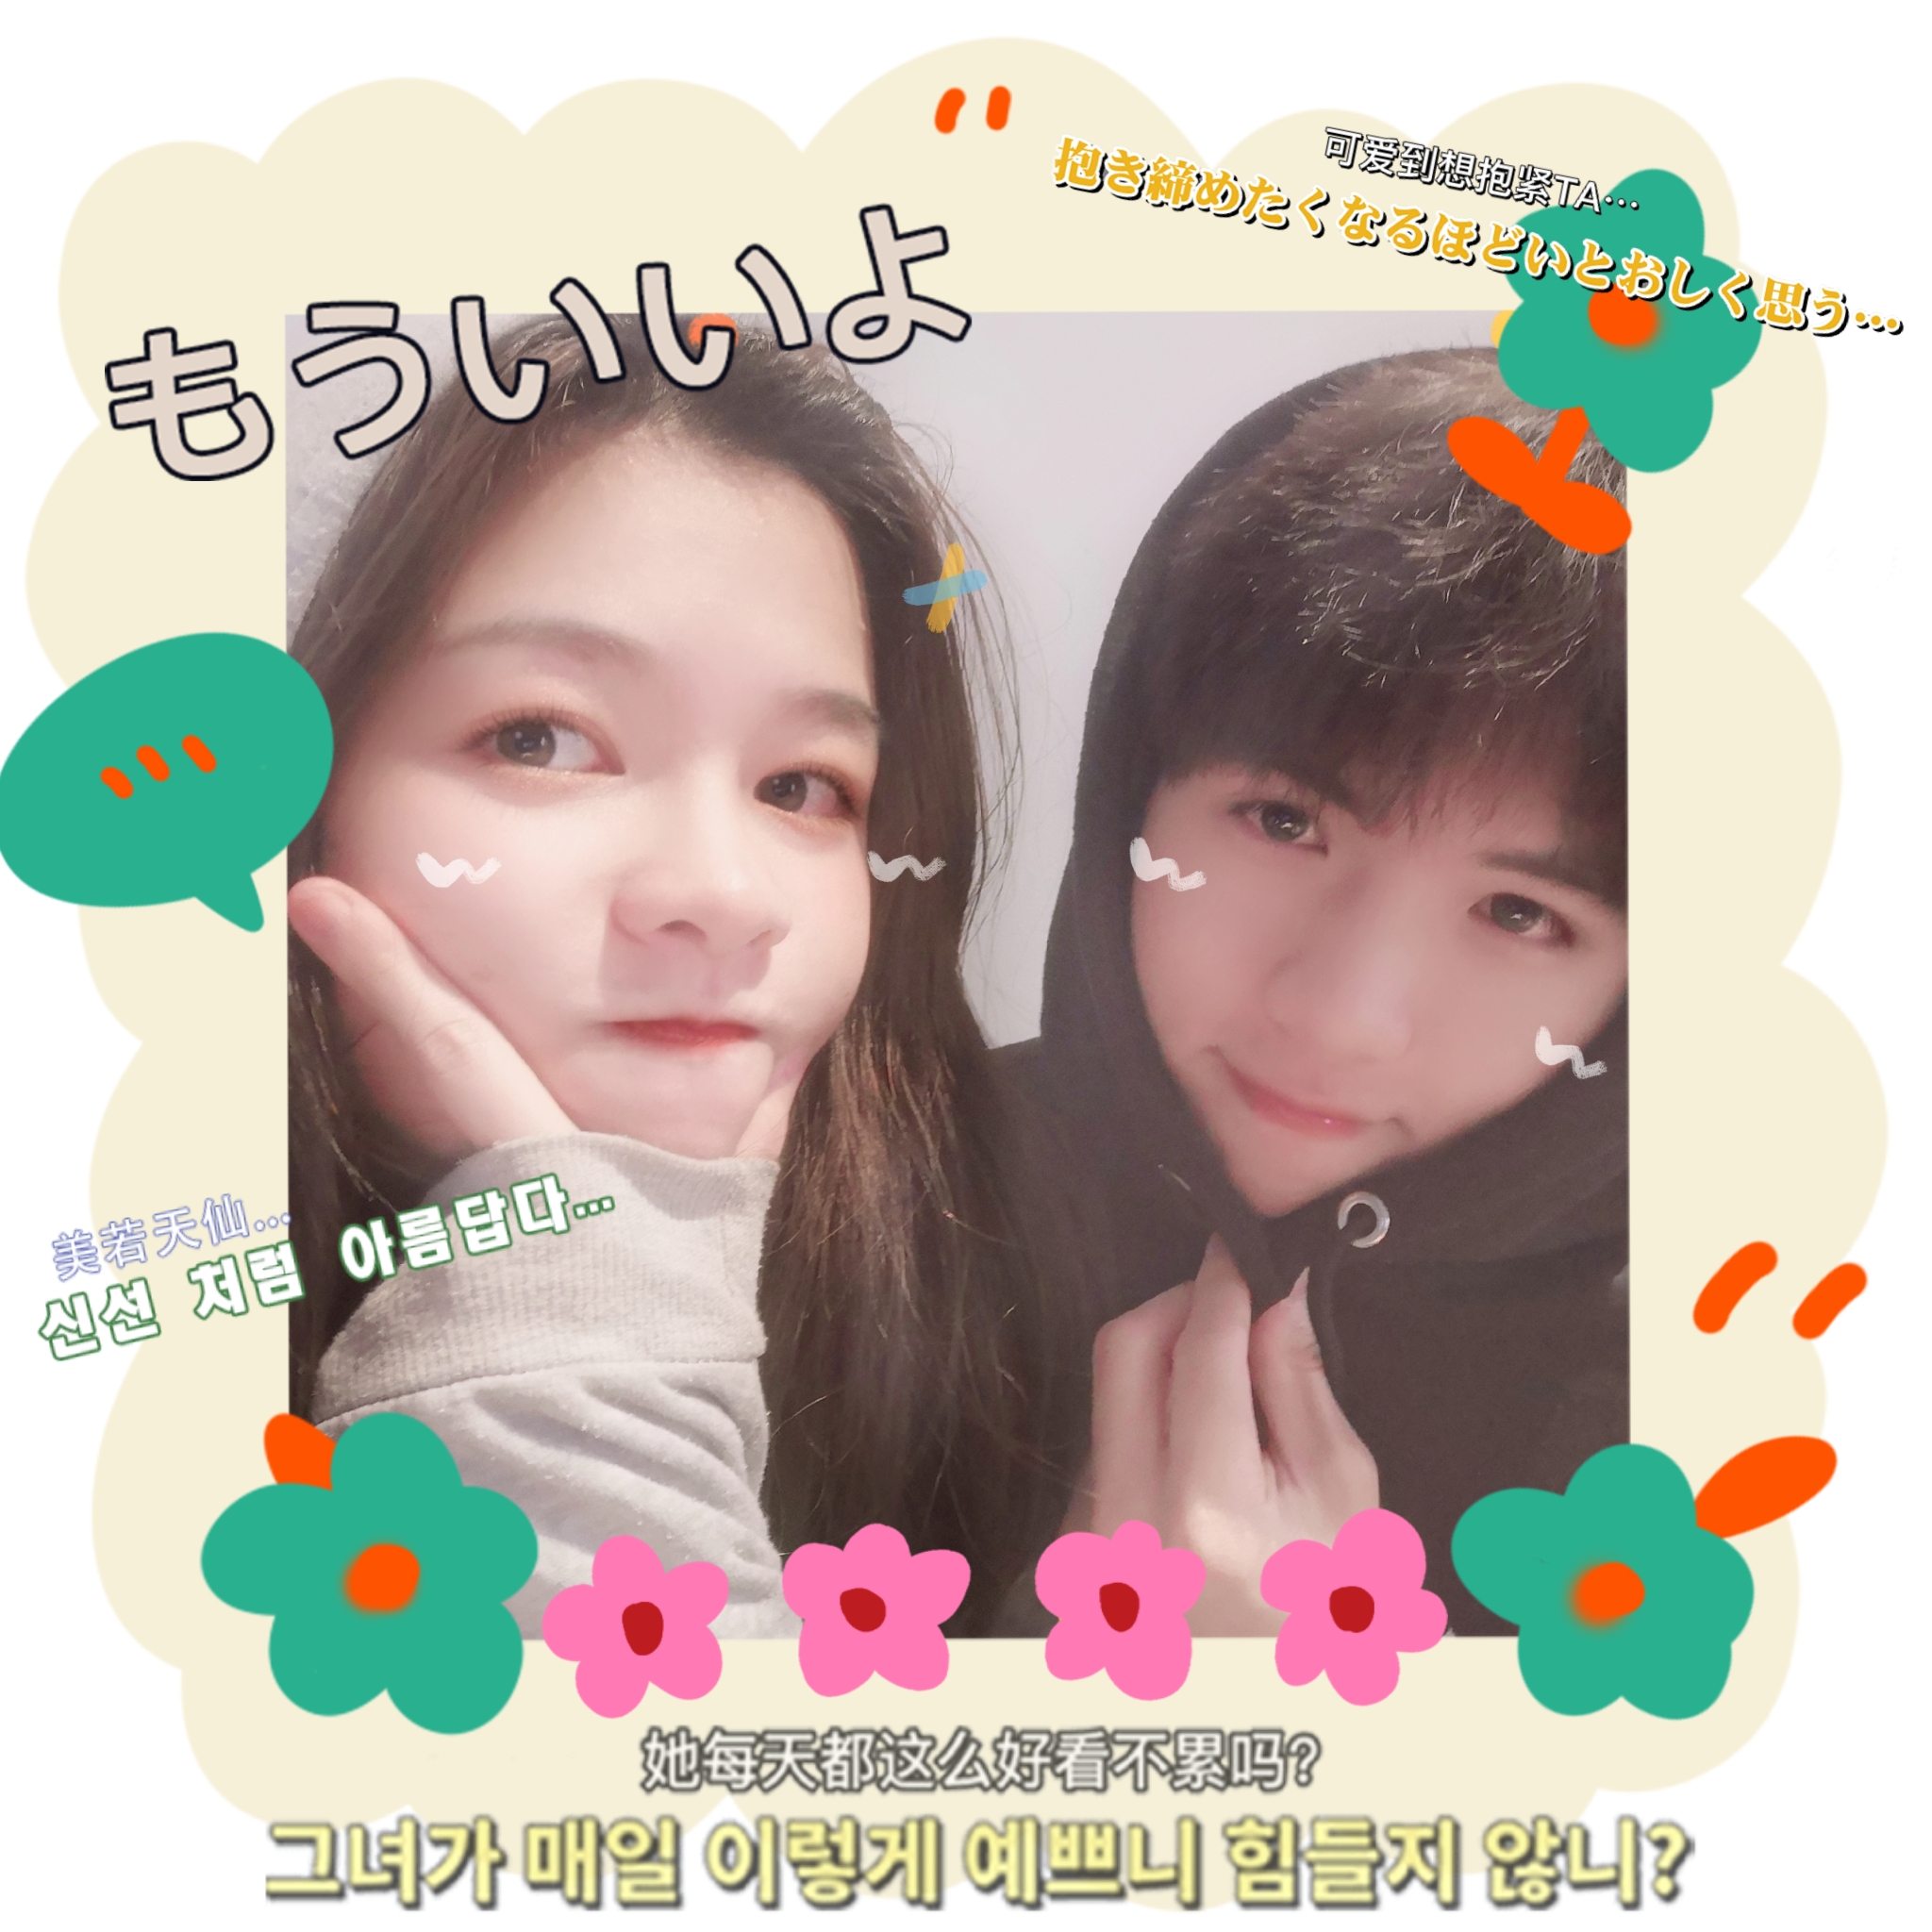 可爱到想抱紧TA…
抱き締めたくなるほどいとおしく思う…
もういいよ
美若天仙...
신선 처럼 아름답다...
她每天都这么好看不累吗?
그녀가 매일 이렇게 예쁘니 힘들지 않니?